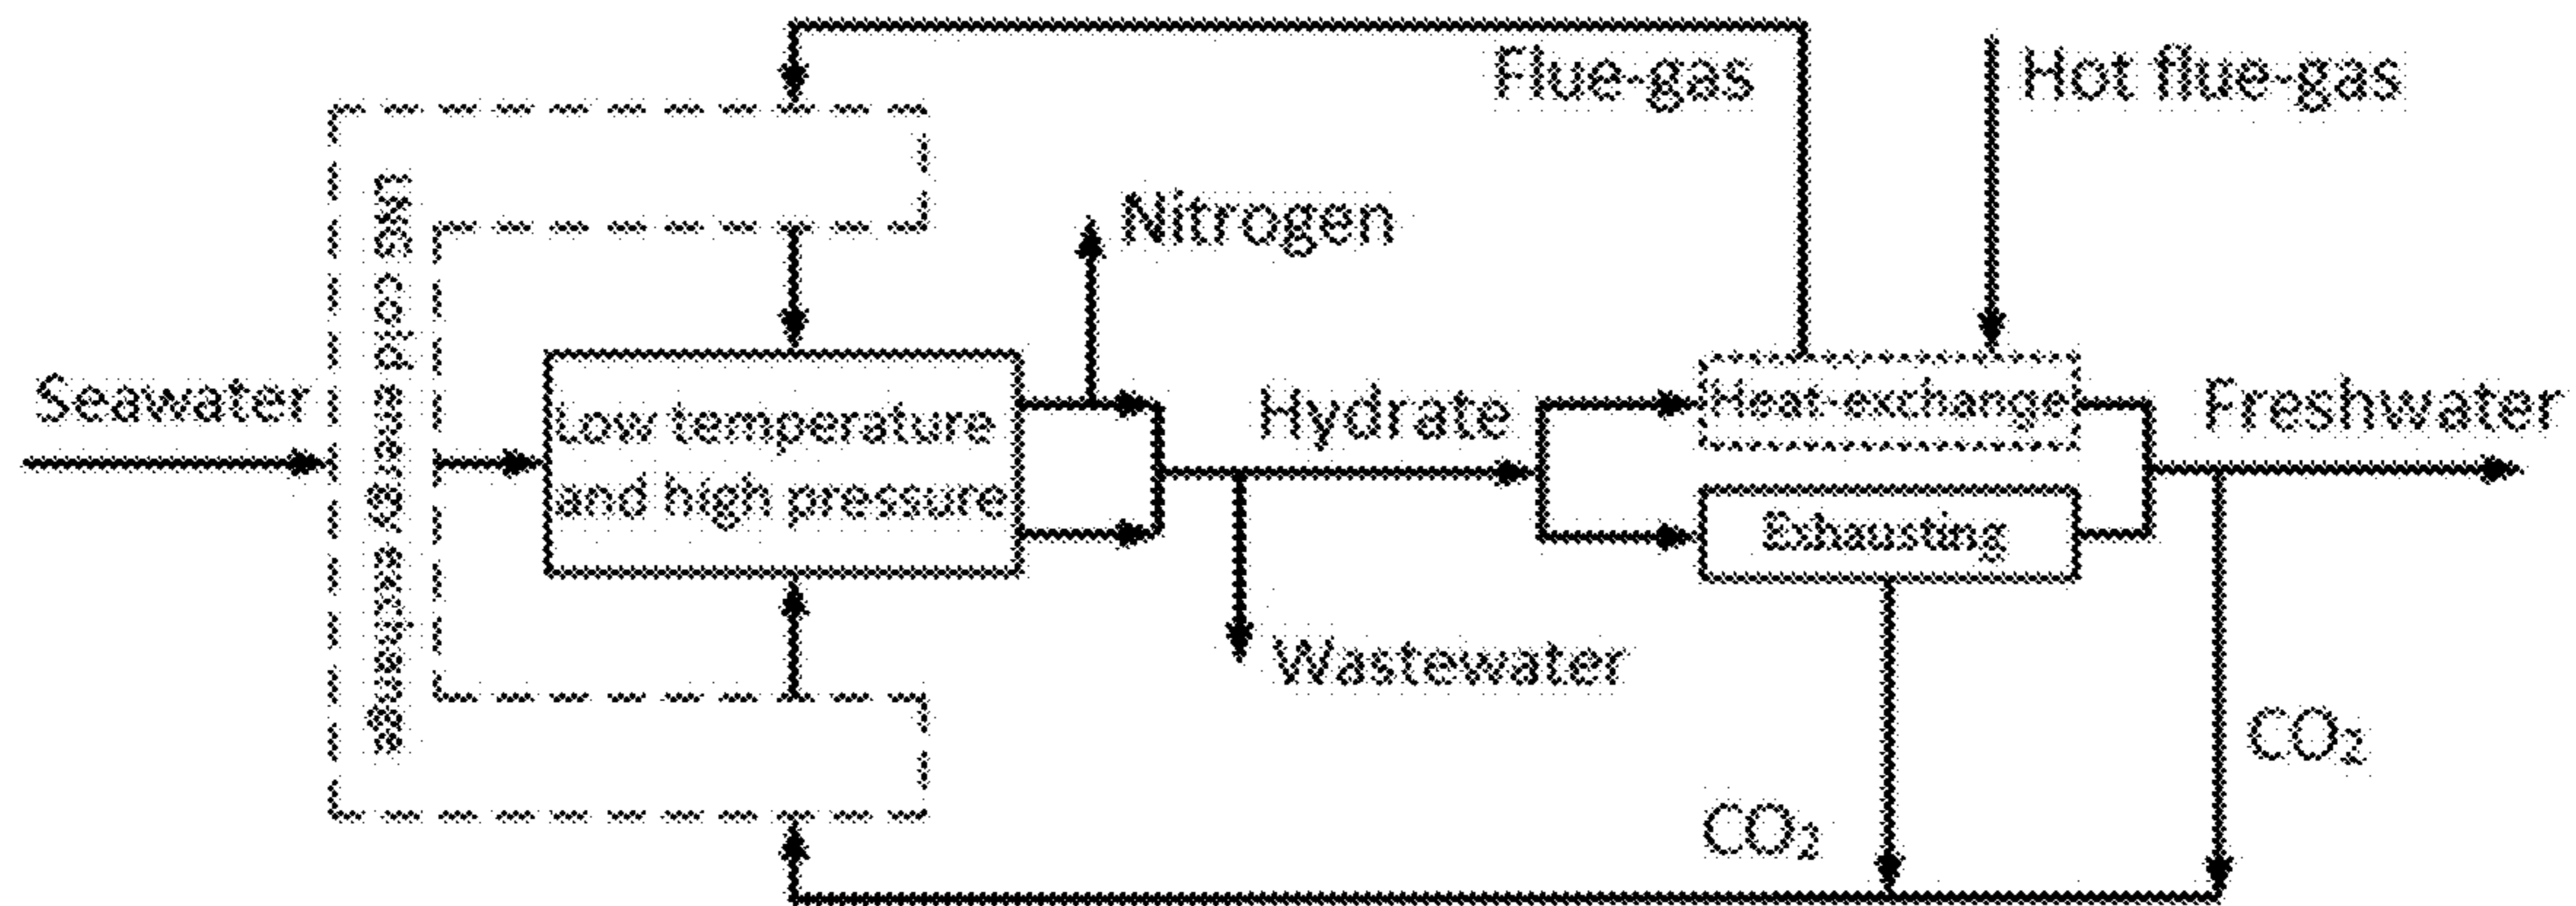 Flue-gas
Hot flue-gas
Nitrogen
LNG cold energy exchange
Seawater
Low temperature
and high pressure
Hydrate
Heat-exchange
Freshwater
Exhausting
Wastewater
CO₂
CO₂